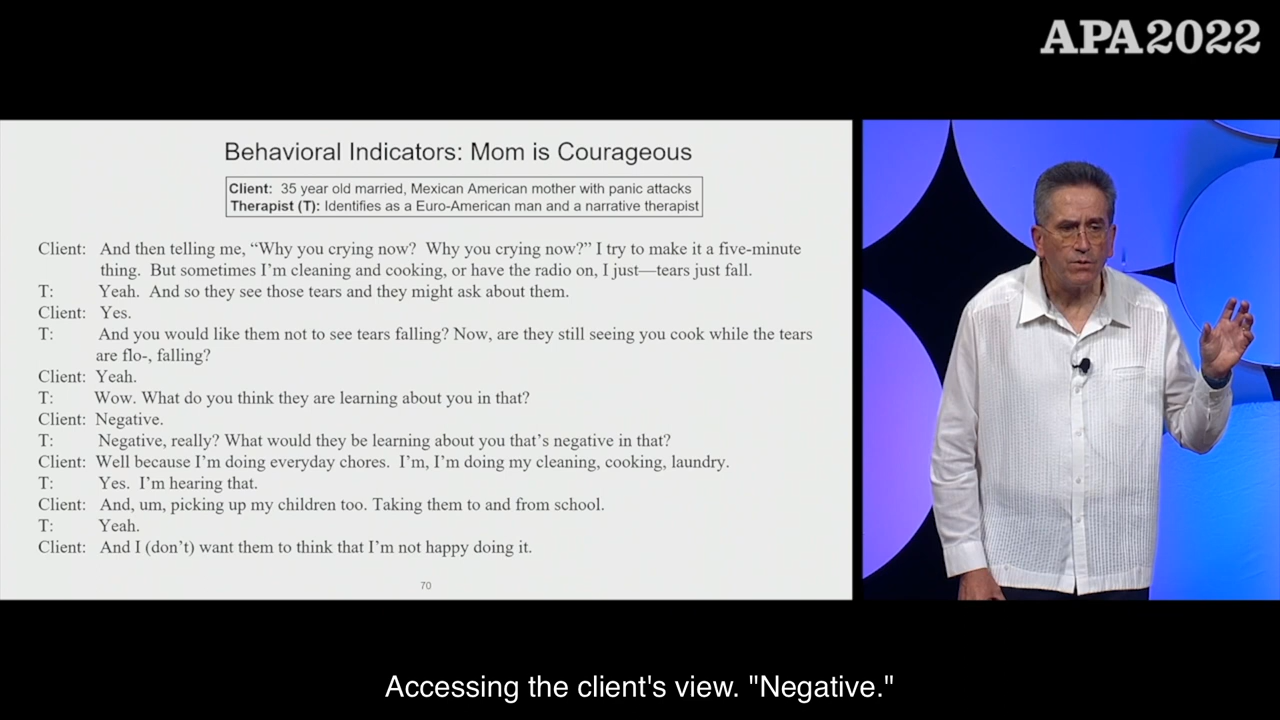 APA2022
Behavioral Indicators: Mom is Courageous
Client: 35 year old married, Mexican American mother with panic attacks
Therapist (T): Identifies as a Euro-American man and a narrative therapist
Client: And then telling me, “Why you crying now? Why you crying now?” I try to make it a five-minute
thing. But sometimes I’m cleaning and cooking, or have the radio on, I just—tears just fall.
T: Yeah. And so they see those tears and they might ask about them.
Client: Yes.
T: And you would like them not to see tears falling? Now, are they still seeing you cook while the tears
are flo-, falling?
Client: Yeah.
T: Wow. What do you think they are learning about you in that?
Client: Negative.
T: Negative, really? What would they be learning about you that’s negative in that?
Client: Well because I’m doing everyday chores. I’m, I’m doing my cleaning, cooking, laundry.
T: Yes. I’m hearing that.
Client: And, um, picking up my children too. Taking them to and from school.
T: Yeah.
Client: And I (don’t) want them to think that I’m not happy doing it.
70
Accessing the client's view. "Negative."